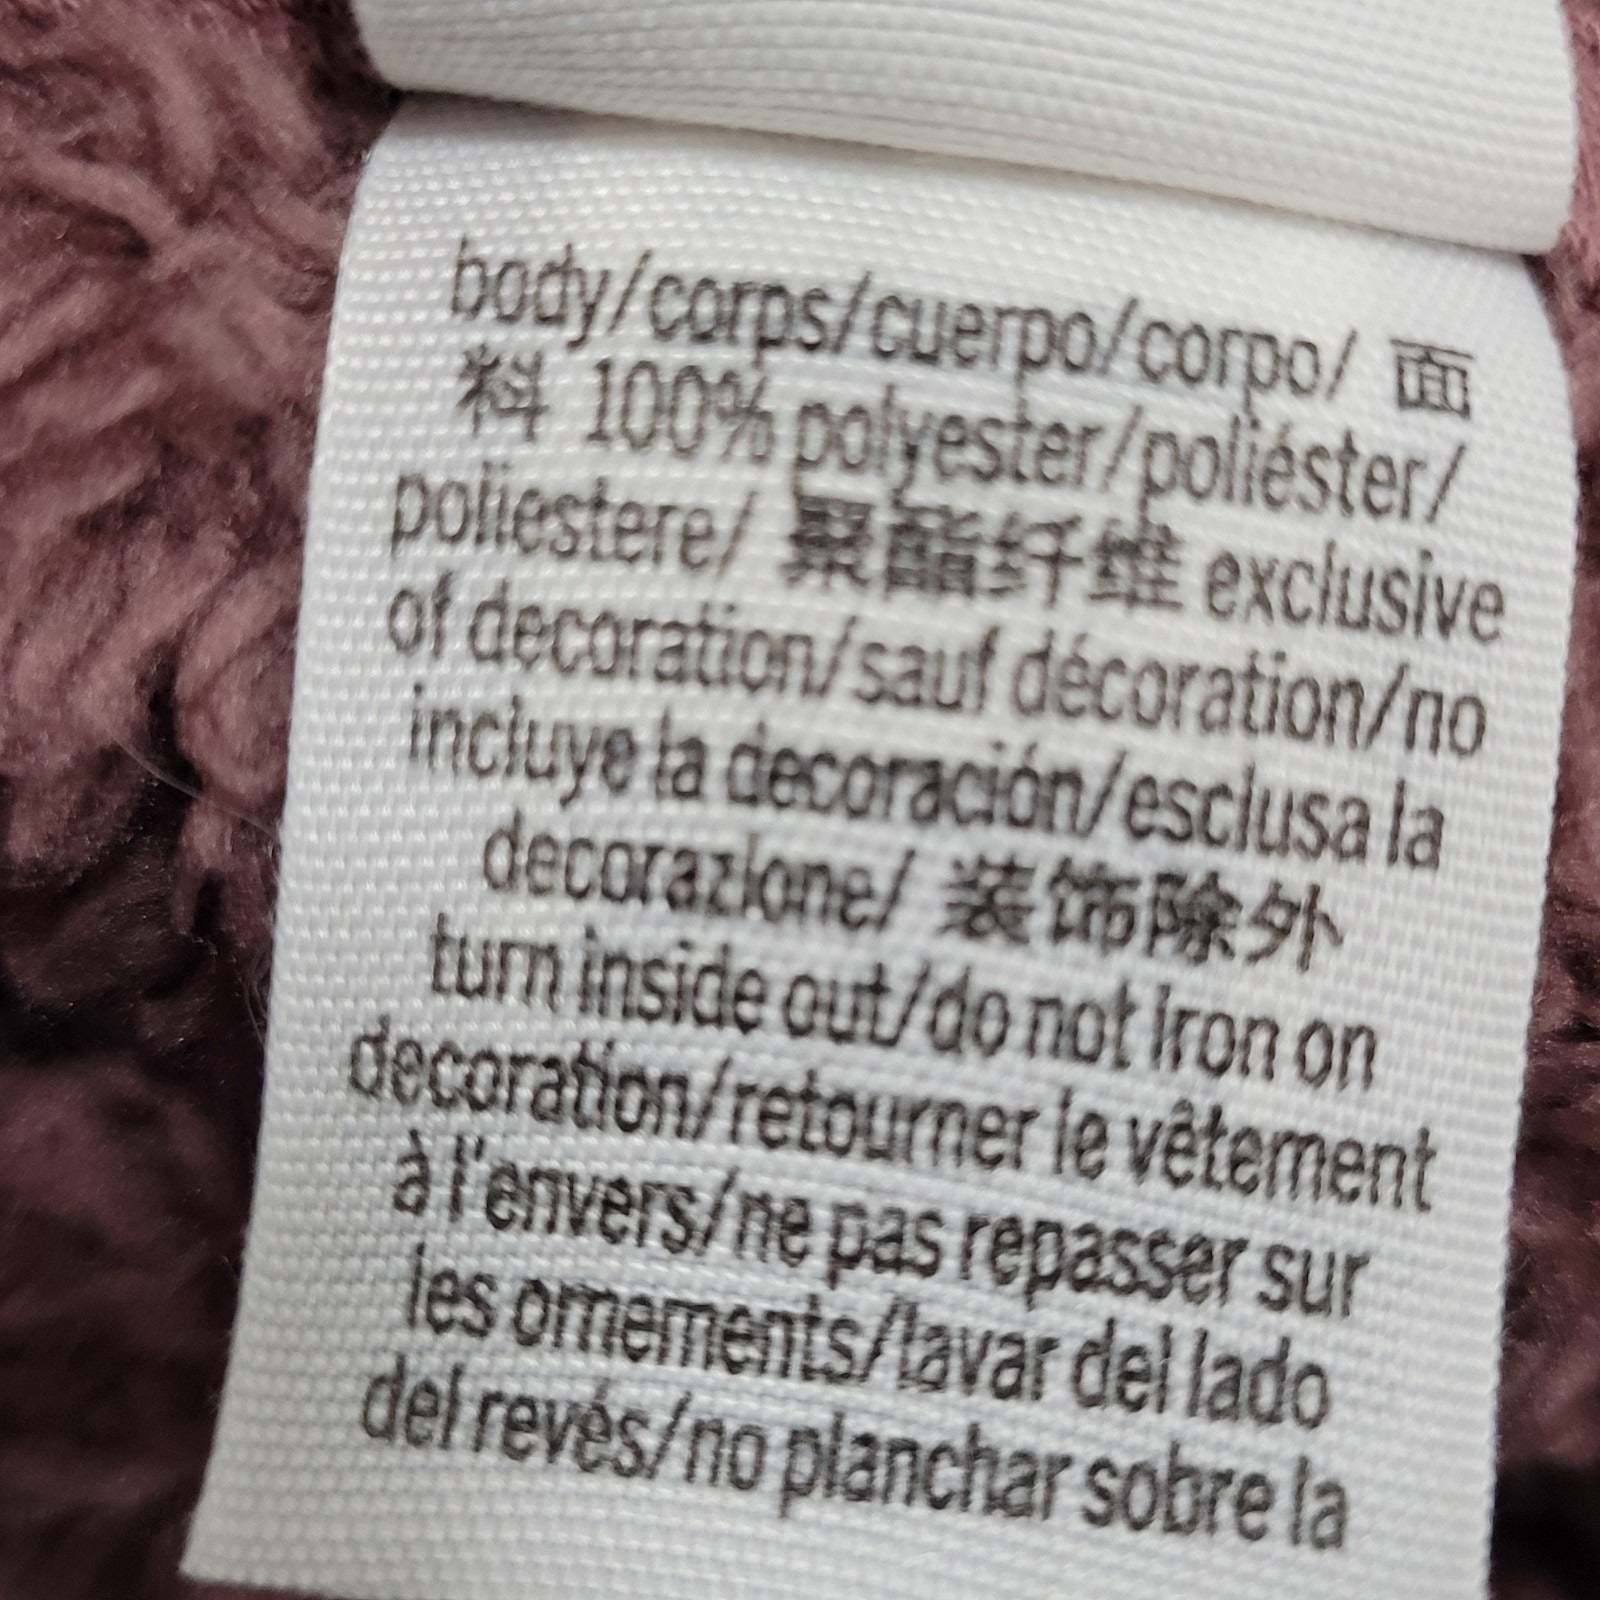 body/corps/cuerpo/corpo/ 面
料 100% polyester/poliéster/
poliestere/ 聚酯纤维 exclusive
of decoration/sauf décoration/no
incluye la decoración/esclusa la
decorazione/ 装饰除外
turn inside out/do not iron on
decoration/retourner le vêtement
à l'envers/ne pas repasser sur
les ornements/lavar del lado
del revés/no planchar sobre la